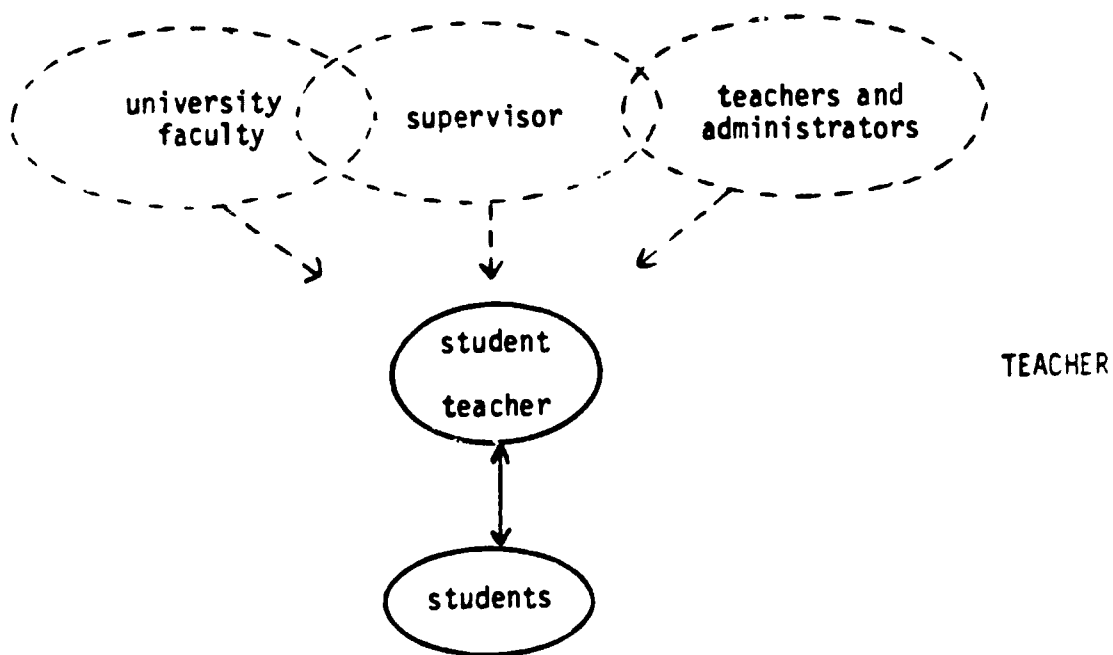 university
faculty
supervisor
teachers and
administrators
student
teacher
TEACHER
students